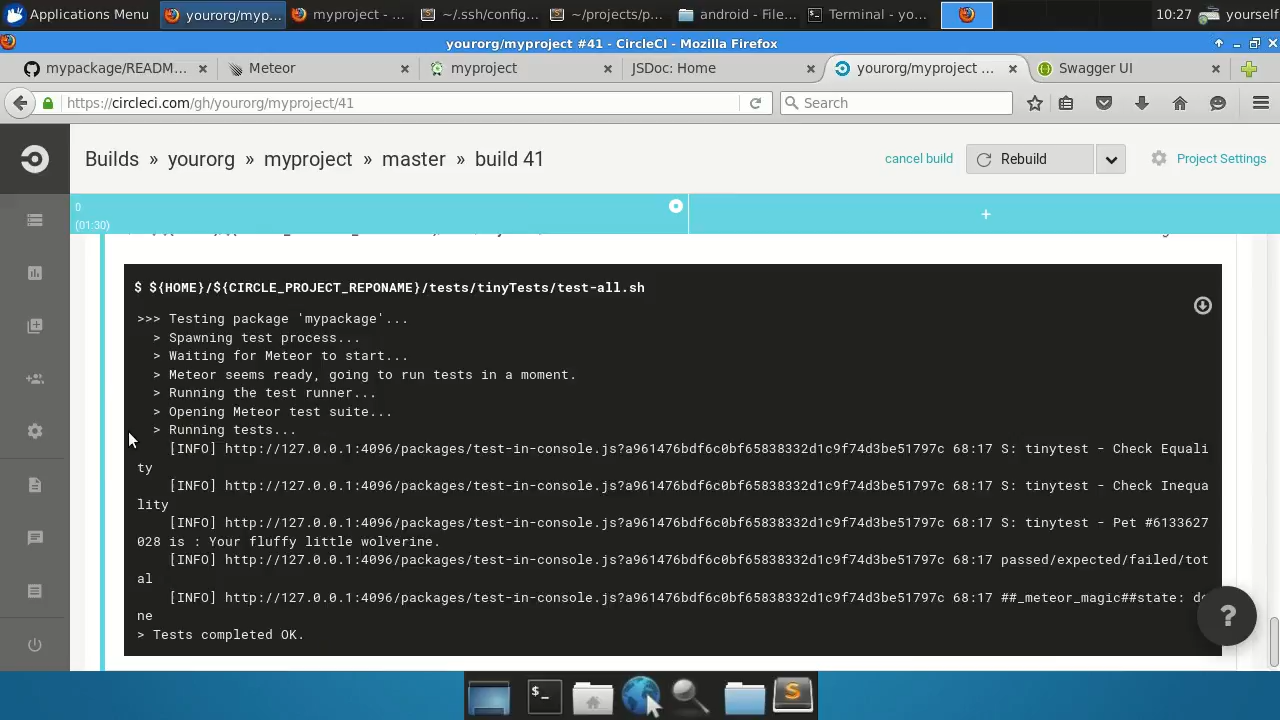 Applications Menu
yourorg/myp...
myproject - ...
~/.ssh/config...
~/projects/p...
android - File...
Terminal - yo...
10:27
yourself
yourorg/myproject #41 - CircleCI - Mozilla Firefox
mypackage/READM...
Meteor
myproject
JSDoc: Home
yourorg/myproject ...
Swagger UI
https://circleci.com/gh/yourorg/myproject/41
Search
Builds » yourorg » myproject » master » build 41
cancel build
Rebuild
Project Settings
0
(01:30)
+
$ ${HOME}/${CIRCLE_PROJECT_REPONAME}/tests/tinyTests/test-all.sh
>>> Testing package 'mypackage'...
> Spawning test process...
> Waiting for Meteor to start...
> Meteor seems ready, going to run tests in a moment.
> Running the test runner...
> Opening Meteor test suite...
> Running tests...
[INFO] http://127.0.0.1:4096/packages/test-in-console.js?a961476bdf6c0bf65838332d1c9f74d3be51797c 68:17 S: tinytest - Check Equali
ty
[INFO] http://127.0.0.1:4096/packages/test-in-console.js?a961476bdf6c0bf65838332d1c9f74d3be51797c 68:17 S: tinytest - Check Inequa
lity
[INFO] http://127.0.0.1:4096/packages/test-in-console.js?a961476bdf6c0bf65838332d1c9f74d3be51797c 68:17 S: tinytest - Pet #6133627
028 is : Your fluffy little wolverine.
[INFO] http://127.0.0.1:4096/packages/test-in-console.js?a961476bdf6c0bf65838332d1c9f74d3be51797c 68:17 passed/expected/failed/tot
al
[INFO] http://127.0.0.1:4096/packages/test-in-console.js?a961476bdf6c0bf65838332d1c9f74d3be51797c 68:17 ##_meteor_magic##state: do
ne
> Tests completed OK.
?